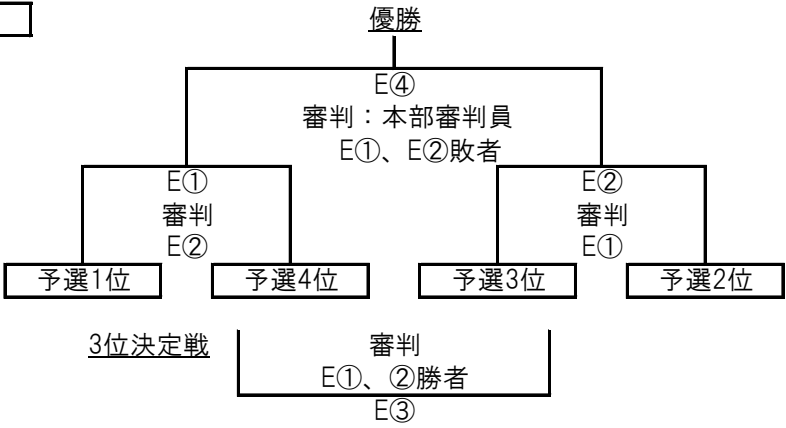 優勝
E④
審判：本部審判員
E①、E②敗者
E①
審判
E②
E②
審判
E①
予選1位
予選4位
予選3位
予選2位
3位決定戦
審判
E①、②勝者
E③